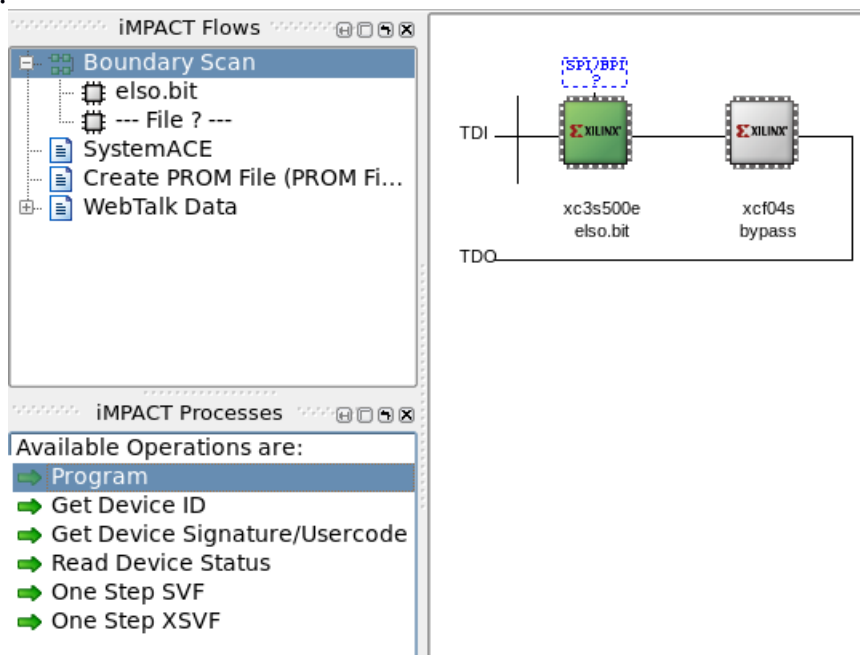 iMPACT Flows
Boundary Scan
elso.bit
--- File ? ---
SystemACE
Create PROM File (PROM Fi...
WebTalk Data
iMPACT Processes
Available Operations are:
Program
Get Device ID
Get Device Signature/Usercode
Read Device Status
One Step SVF
One Step XSVF
SPI/BPI
?
TDI
XILINX
XILINX
xc3s500e
xcf04s
elso.bit
bypass
TDO